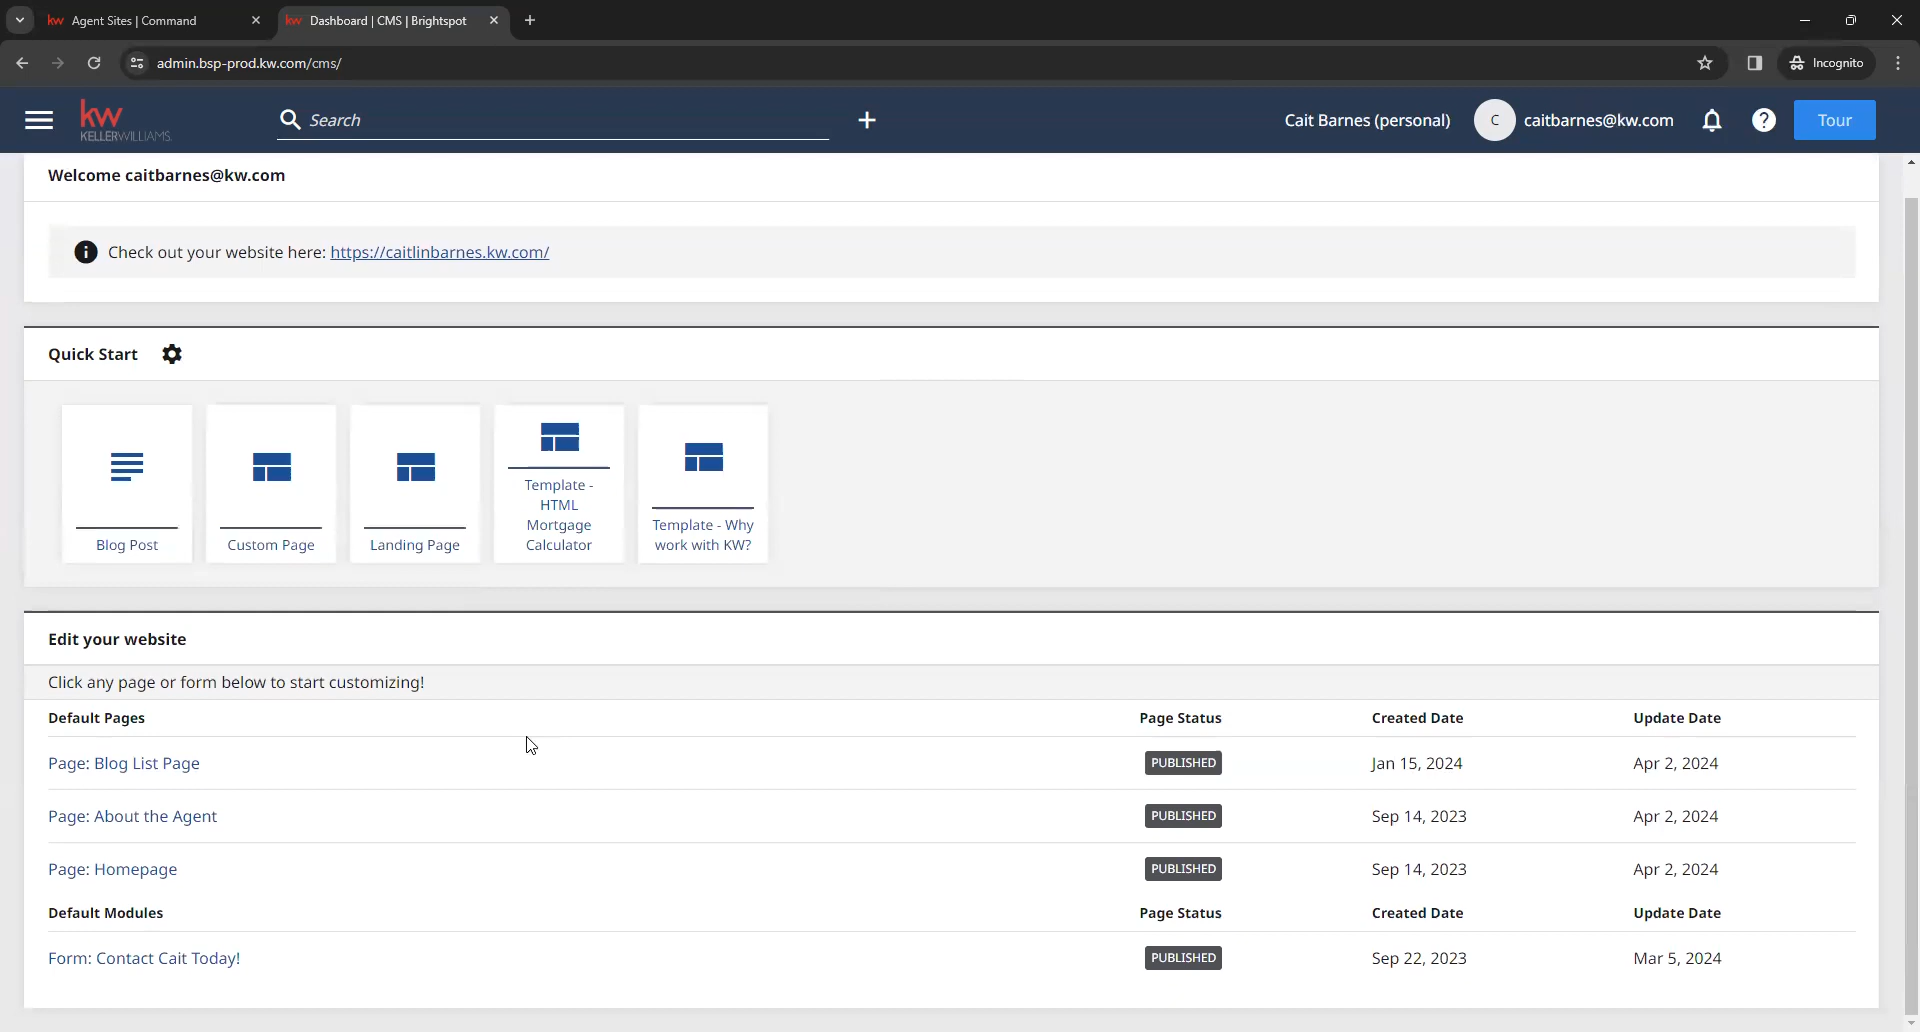 Agent Sites | Command
Dashboard | CMS | Brightspot
admin.bsp-prod.kw.com/cms/
Incognito
kw
KELLERWILLIAMS.
Search
Cait Barnes (personal)
C
caitbarnes@kw.com
Tour
Welcome caitbarnes@kw.com
Check out your website here: https://caitlinbarnes.kw.com/
Quick Start
Blog Post
Custom Page
Landing Page
Template -
HTML
Mortgage
Calculator
Template - Why
work with KW?
Edit your website
Click any page or form below to start customizing!
Default Pages Page Status Created Date Update Date
Page: Blog List Page PUBLISHED Jan 15, 2024 Apr 2, 2024
Page: About the Agent PUBLISHED Sep 14, 2023 Apr 2, 2024
Page: Homepage PUBLISHED Sep 14, 2023 Apr 2, 2024
Default Modules Page Status Created Date Update Date
Form: Contact Cait Today! PUBLISHED Sep 22, 2023 Mar 5, 2024